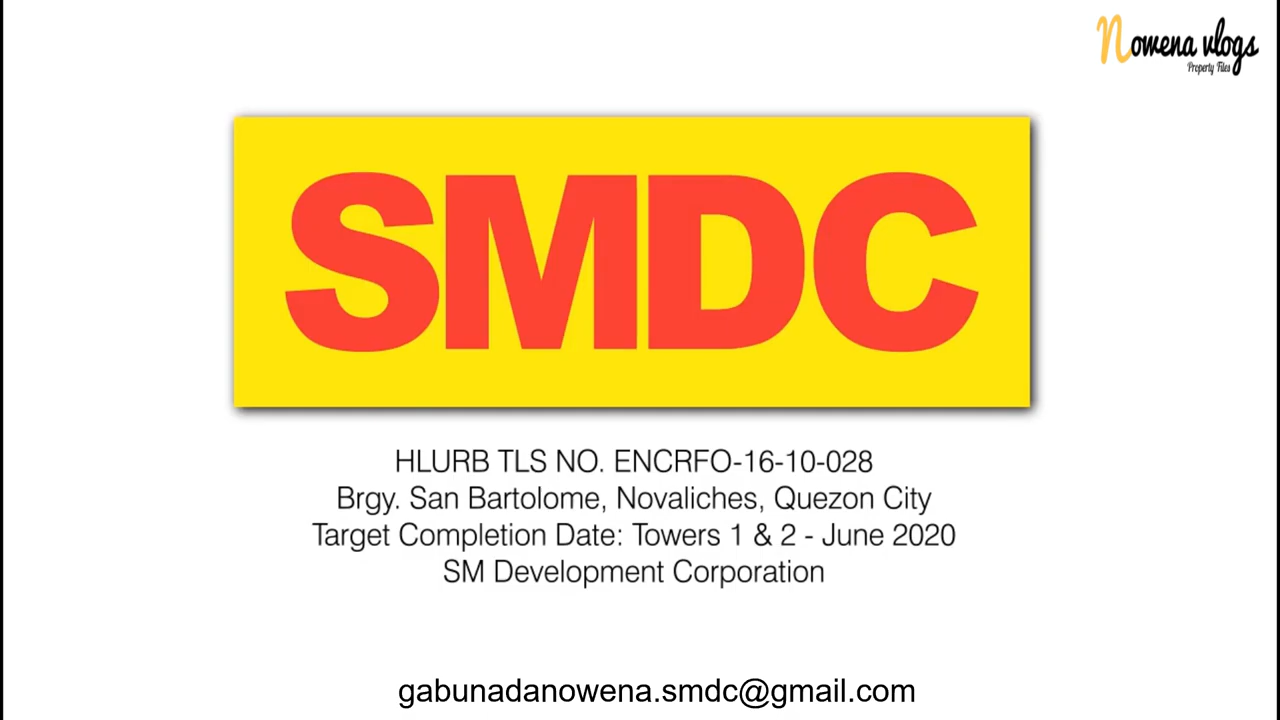 Nowena vlogs
Property Files
SMDC
HLURB TLS NO. ENCRFO-16-10-028
Brgy. San Bartolome, Novaliches, Quezon City
Target Completion Date: Towers 1 & 2 - June 2020
SM Development Corporation
gabunadanowena.smdc@gmail.com